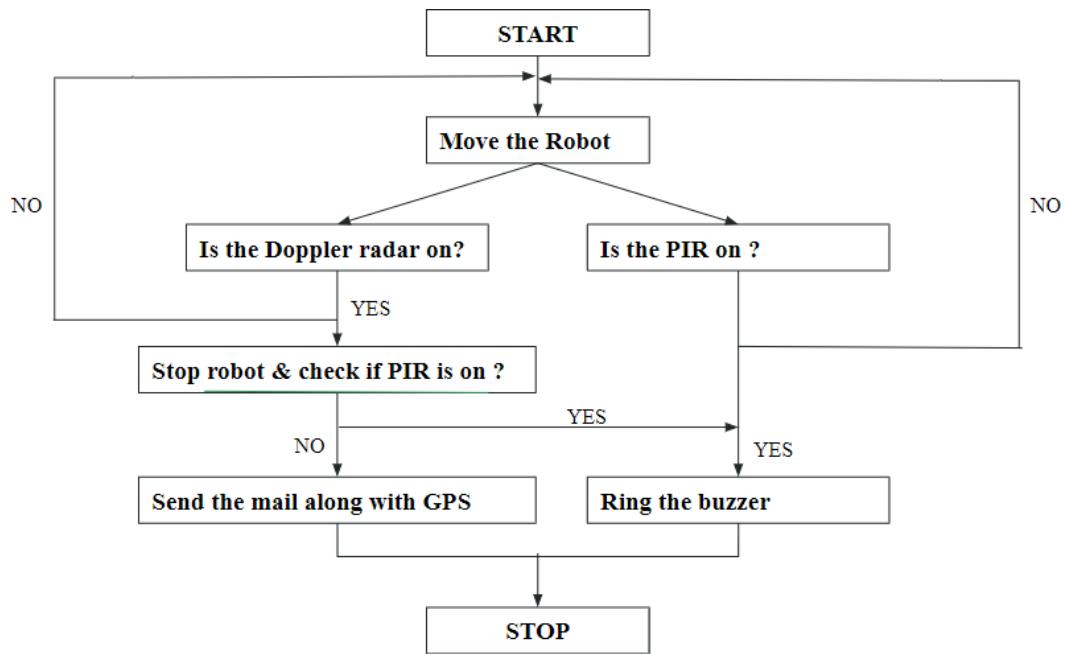 START
Move the Robot
NO
NO
Is the Doppler radar on?
Is the PIR on ?
YES
Stop robot & check if PIR is on ?
YES
NO
YES
Send the mail along with GPS
Ring the buzzer
STOP